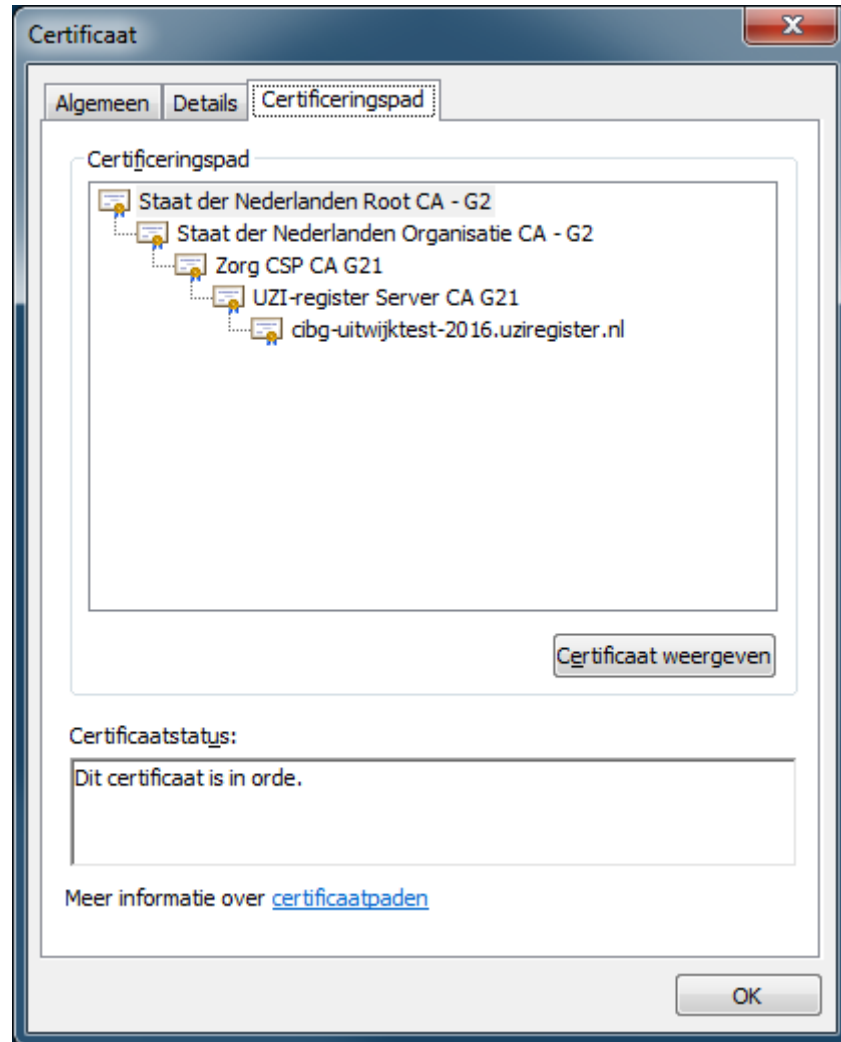 Certificaat
Algemeen Details Certificeringspad
Certificeringspad
Staat der Nederlanden Root CA - G2
Staat der Nederlanden Organisatie CA - G2
Zorg CSP CA G21
UZI-register Server CA G21
cibg-uitwijktest-2016.uziregister.nl
Certificaat weergeven
Certificaatstatus:
Dit certificaat is in orde.
Meer informatie over certificaatpaden
OK